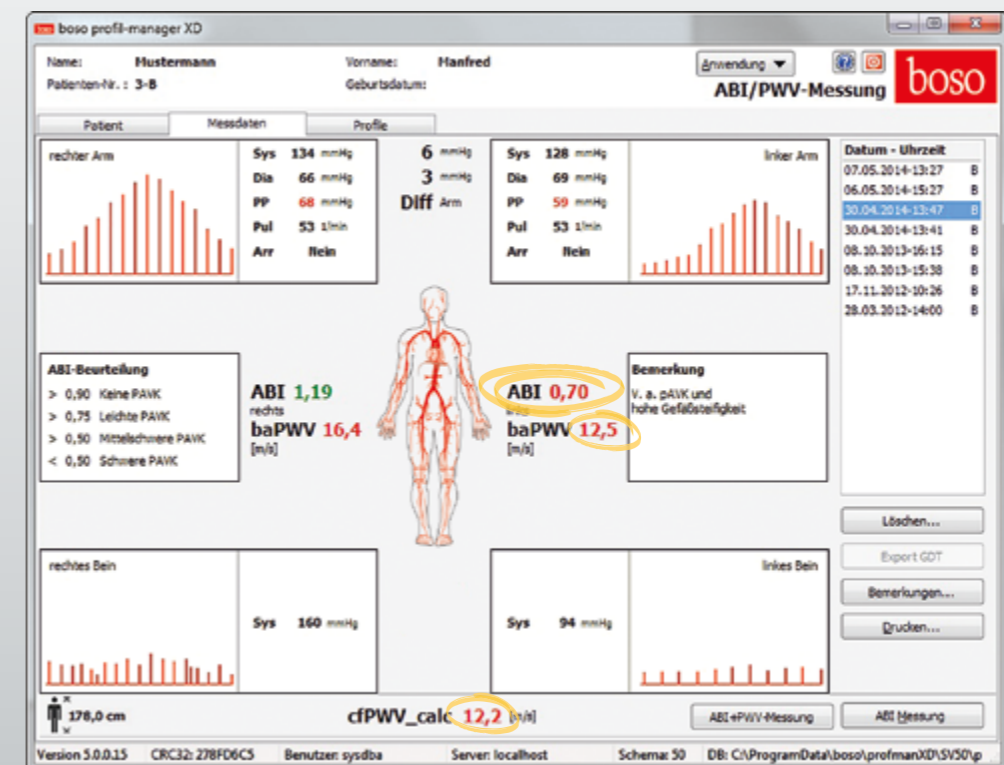 boso profil-manager XD
Name: Mustermann Vorname: Manfred
Patienten-Nr. : 3-8 Geburtsdatum:
Anwendung
ABI/PWV-Messung
boso
Patient Messdaten Profile
rechter Arm
Sys 134 mmHg
Dia 66 mmHg
PP 68 mmHg
Pul 53 1/min
Arr Nein
6 mmHg
3 mmHg
Diff Arm
Sys 128 mmHg
Dia 69 mmHg
PP 59 mmHg
Pul 53 1/min
Arr Nein
linker Arm
Datum - Uhrzeit
07.05.2014-13:27 B
06.05.2014-15:27 B
30.04.2014-13:47 B
30.04.2014-13:41 B
08.10.2013-16:15 B
08.10.2013-15:38 B
17.11.2012-10:26 B
28.03.2012-14:00 B
ABI-Beurteilung
> 0,90 Keine PAVK
> 0,75 Leichte PAVK
> 0,50 Mittelschwere PAVK
< 0,50 Schwere PAVK
ABI 1,19
rechts
baPWV 16,4
[m/s]
ABI 0,70
links
baPWV 12,5
[m/s]
Bemerkung
V. a. pAVK und
hohe Gefäßsteifigkeit
Löschen...
Export GDT
Bemerkungen...
Drucken...
rechtes Bein
Sys 160 mmHg
Sys 94 mmHg
linkes Bein
178,0 cm
cfPWV_calc 12,2 [m/s]
ABI+PWV-Messung
ABI Messung
Version 5.0.0.15 CRC32: 278FD6C5 Benutzer: sysdba Server: localhost Schema: 50 DB: C:\ProgramData\boso\profmanXD\SV50\p